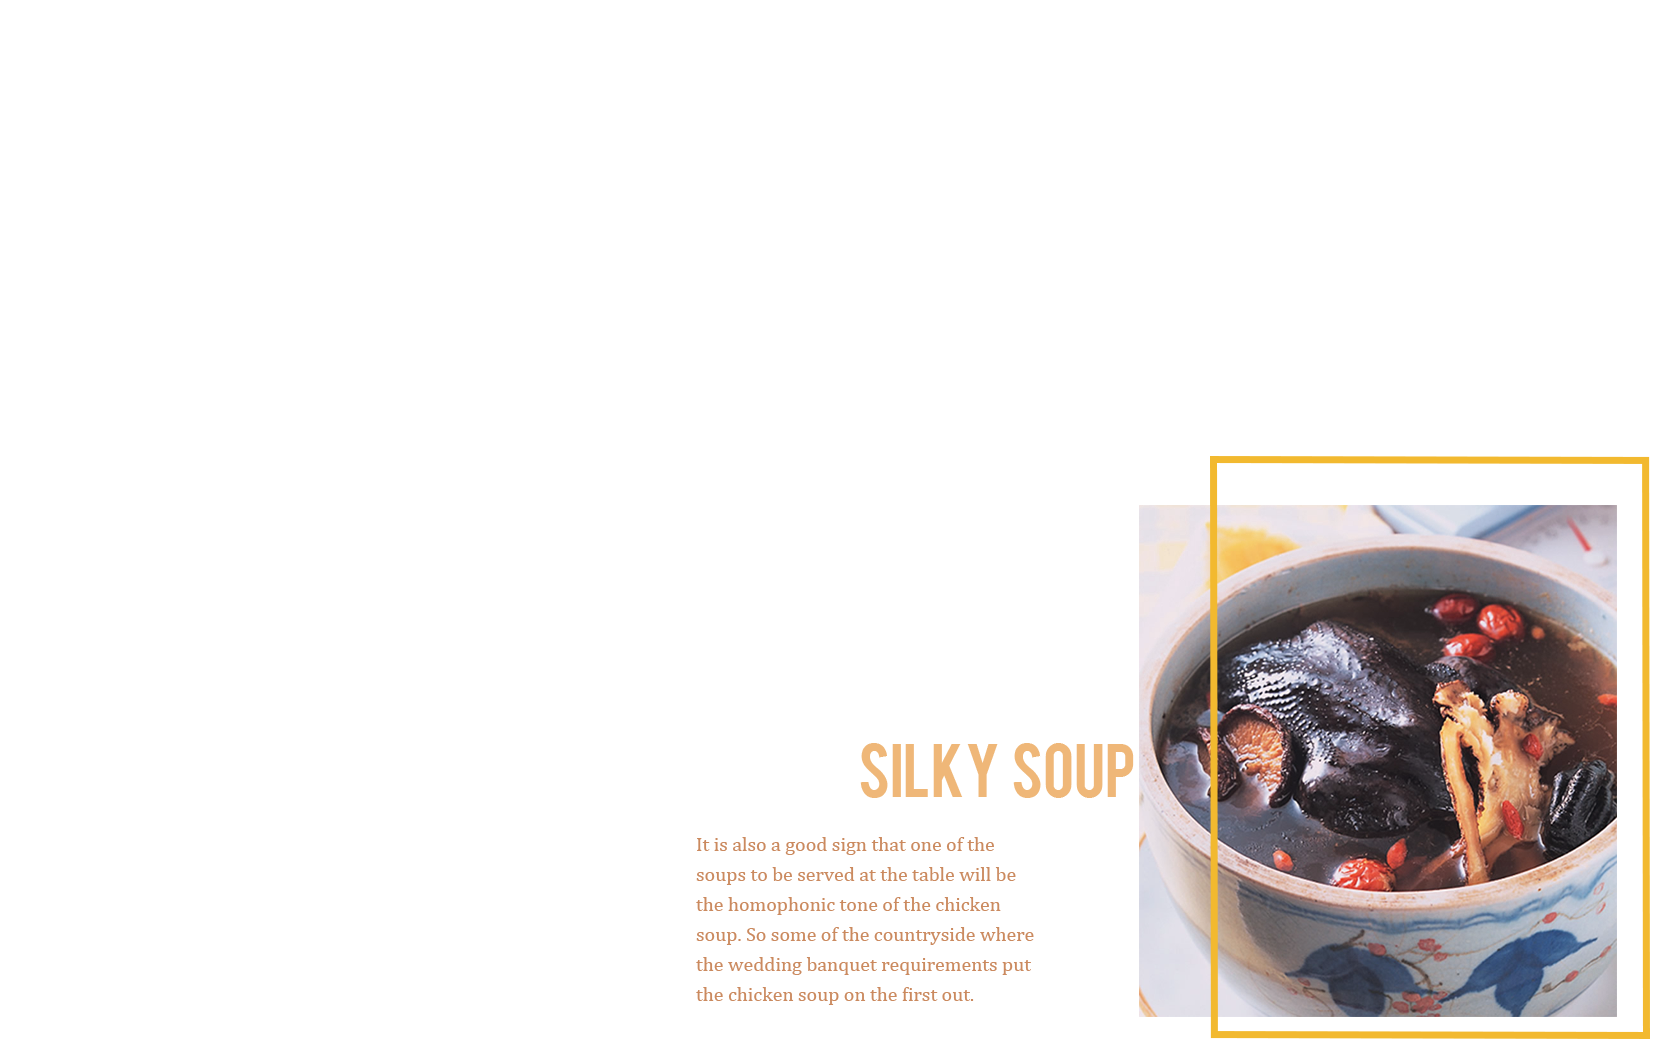 SILKY SOUP
It is also a good sign that one of the
soups to be served at the table will be
the homophonic tone of the chicken
soup. So some of the countryside where
the wedding banquet requirements put
the chicken soup on the first out.